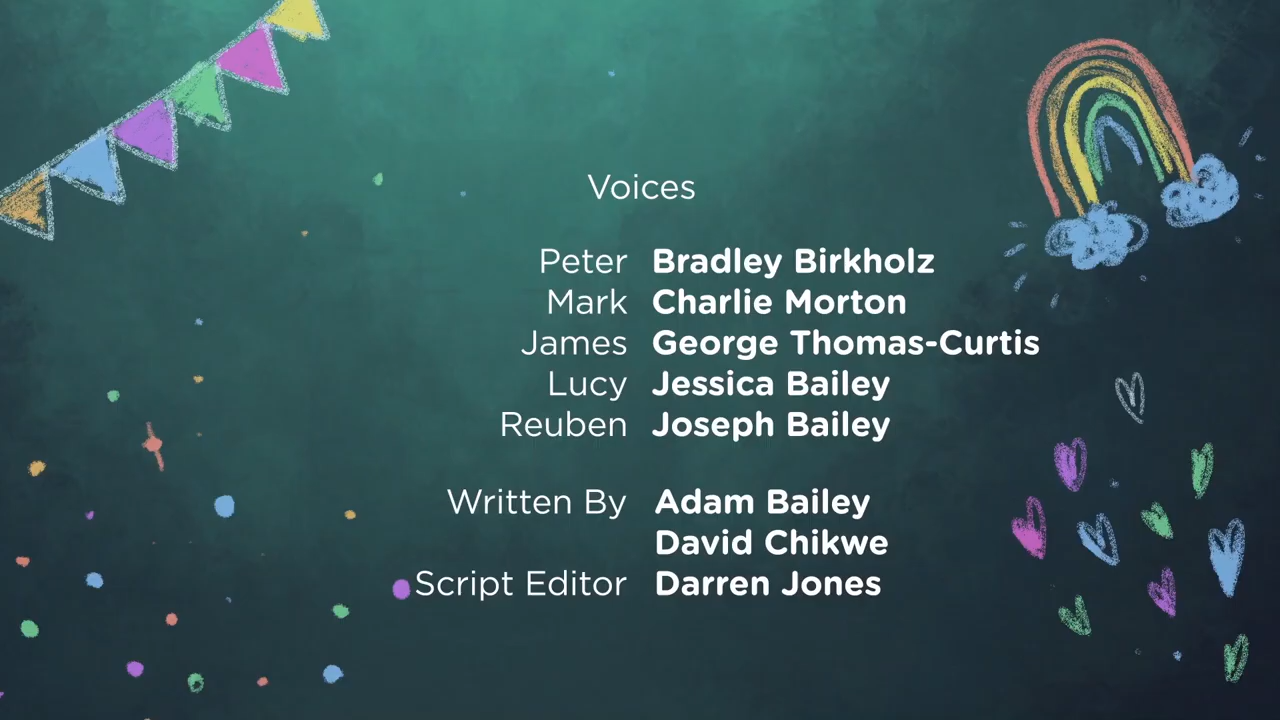 Voices
Peter Bradley Birkholz
Mark Charlie Morton
James George Thomas-Curtis
Lucy Jessica Bailey
Reuben Joseph Bailey
Written By Adam Bailey
David Chikwe
Script Editor Darren Jones